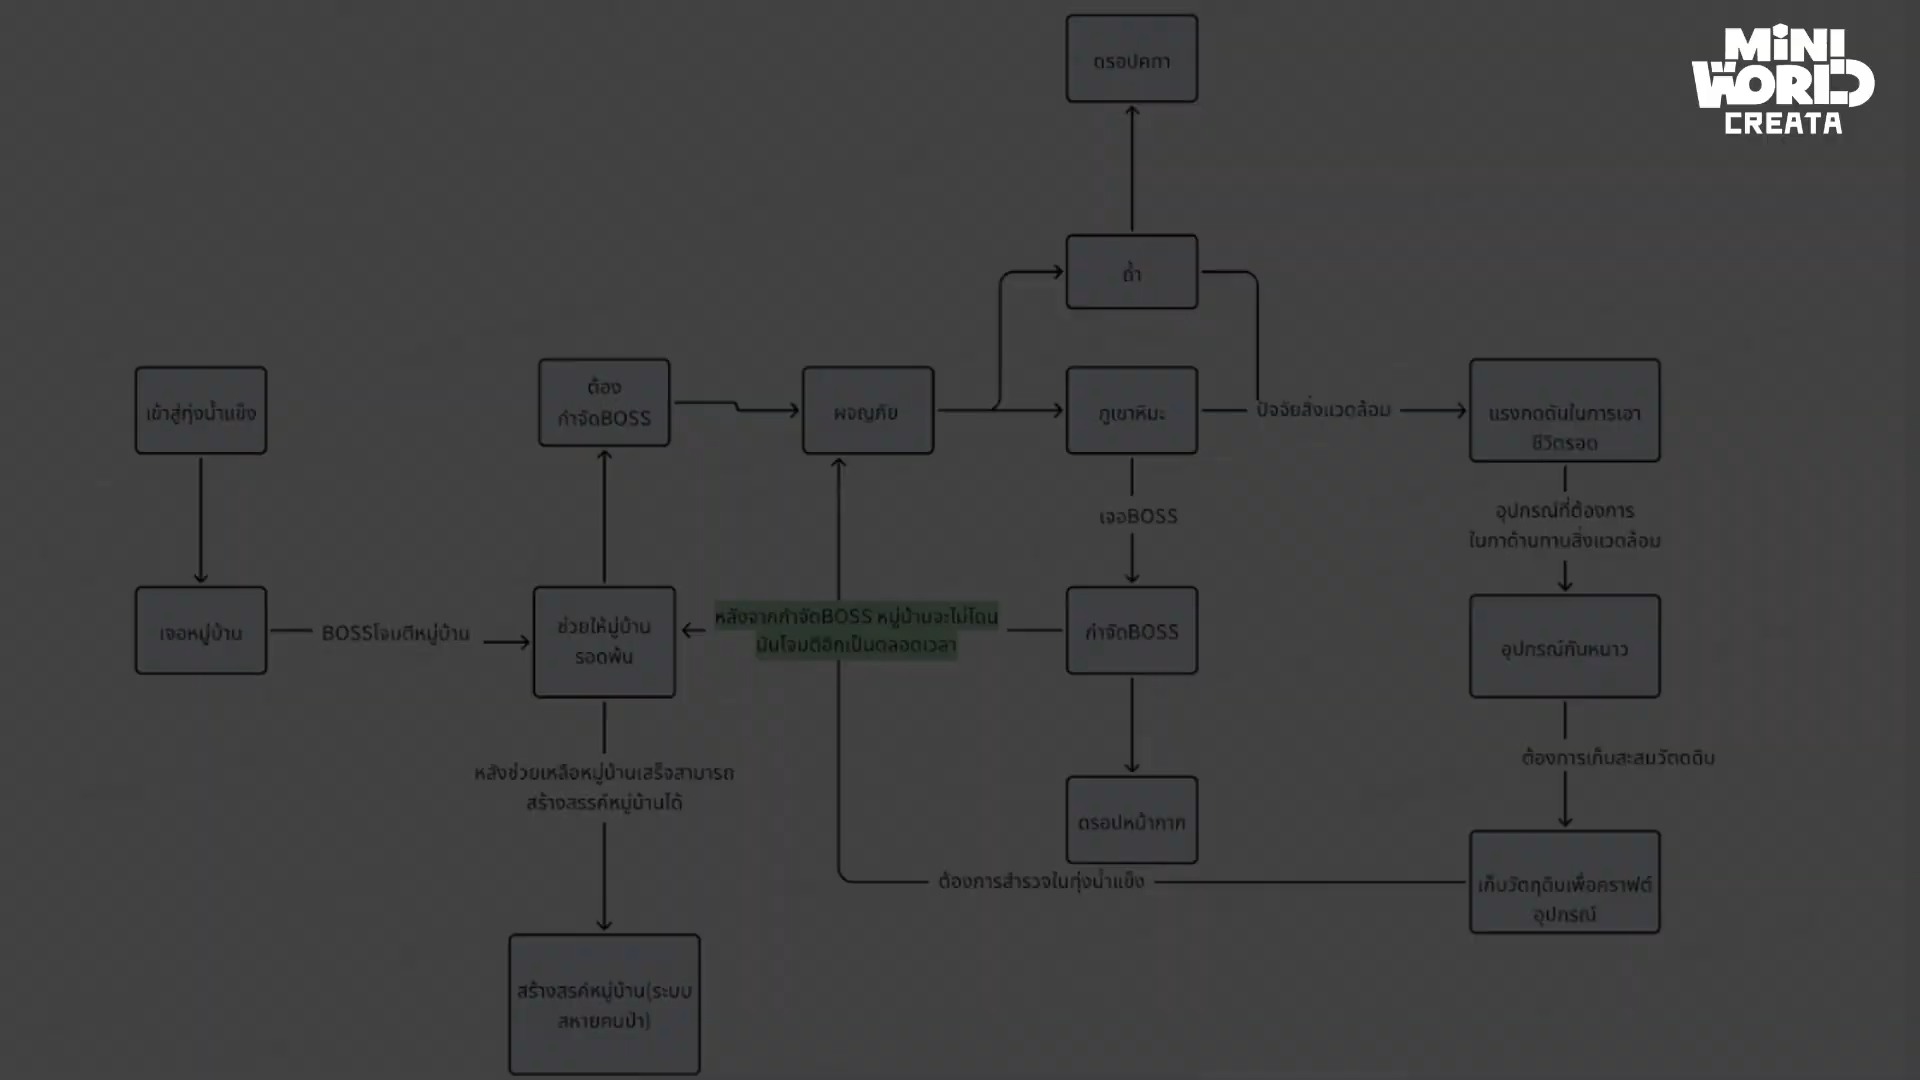 MINI
WORLD
CREATA
ดรอปคทา
ถ้ำ
เข้าสู่ทุ่งน้ำแข็ง
ต้อง
กำจัดBOSS
ผจญภัย
ภูเขาหิมะ
ปัจจัยสิ่งแวดล้อม
แรงกดดันในการเอา
ชีวิตรอด
เจอBOSS
อุปกรณ์ที่ต้องการ
ในกาต้านทานสิ่งแวดล้อม
เจอหมู่บ้าน
BOSSโจมตีหมู่บ้าน
ช่วยให้มู่บ้าน
รอดพ้น
หลังจากกำจัดBOSS หมู่บ้านจะไม่โดน
มันโจมตีอีกเป็นตลอดเวลา
กำจัดBOSS
อุปกรณ์กันหนาว
หลังช่วยเหลือหมู่บ้านเสร็จสามารถ
สร้างสรรค์หมู่บ้านได้
ต้องการเก็บสะสมวัตดดิบ
ดรอปหน้ากาก
ต้องการสำรวจในทุ่งน้ำแข็ง
เก็บวัตถุดิบเพื่อคราฟต์
อุปกรณ์
สร้างสรค์หมู่บ้าน(ระบบ
สหายคนป่า)